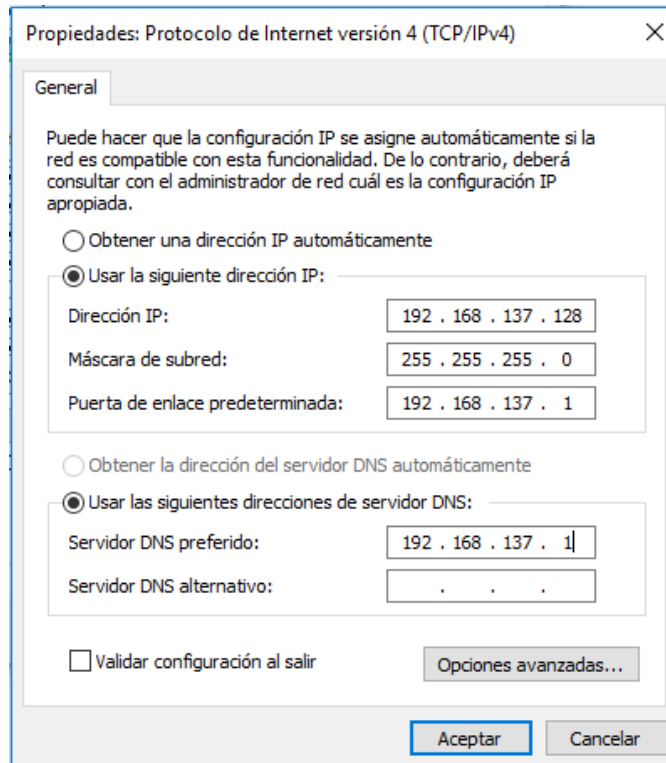 Propiedades: Protocolo de Internet versión 4 (TCP/IPv4)
General
Puede hacer que la configuración IP se asigne automáticamente si la
red es compatible con esta funcionalidad. De lo contrario, deberá
consultar con el administrador de red cuál es la configuración IP
apropiada.
Obtener una dirección IP automáticamente
Usar la siguiente dirección IP:
Dirección IP: 192 . 168 . 137 . 128
Máscara de subred: 255 . 255 . 255 . 0
Puerta de enlace predeterminada: 192 . 168 . 137 . 1
Obtener la dirección del servidor DNS automáticamente
Usar las siguientes direcciones de servidor DNS:
Servidor DNS preferido: 192 . 168 . 137 . 1
Servidor DNS alternativo: . . .
Validar configuración al salir Opciones avanzadas...
Aceptar Cancelar